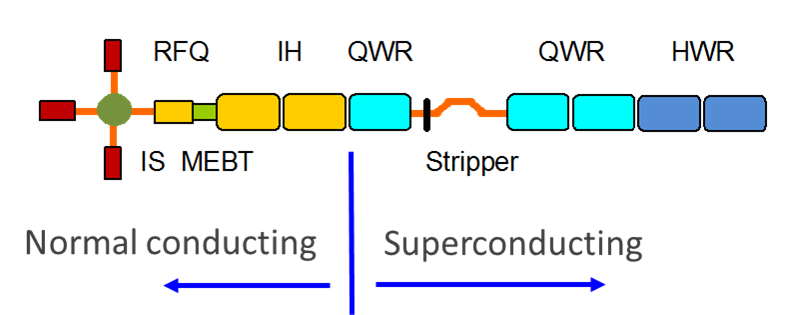 RFQ IH QWR QWR HWR
IS MEBT Stripper
Normal conducting Superconducting